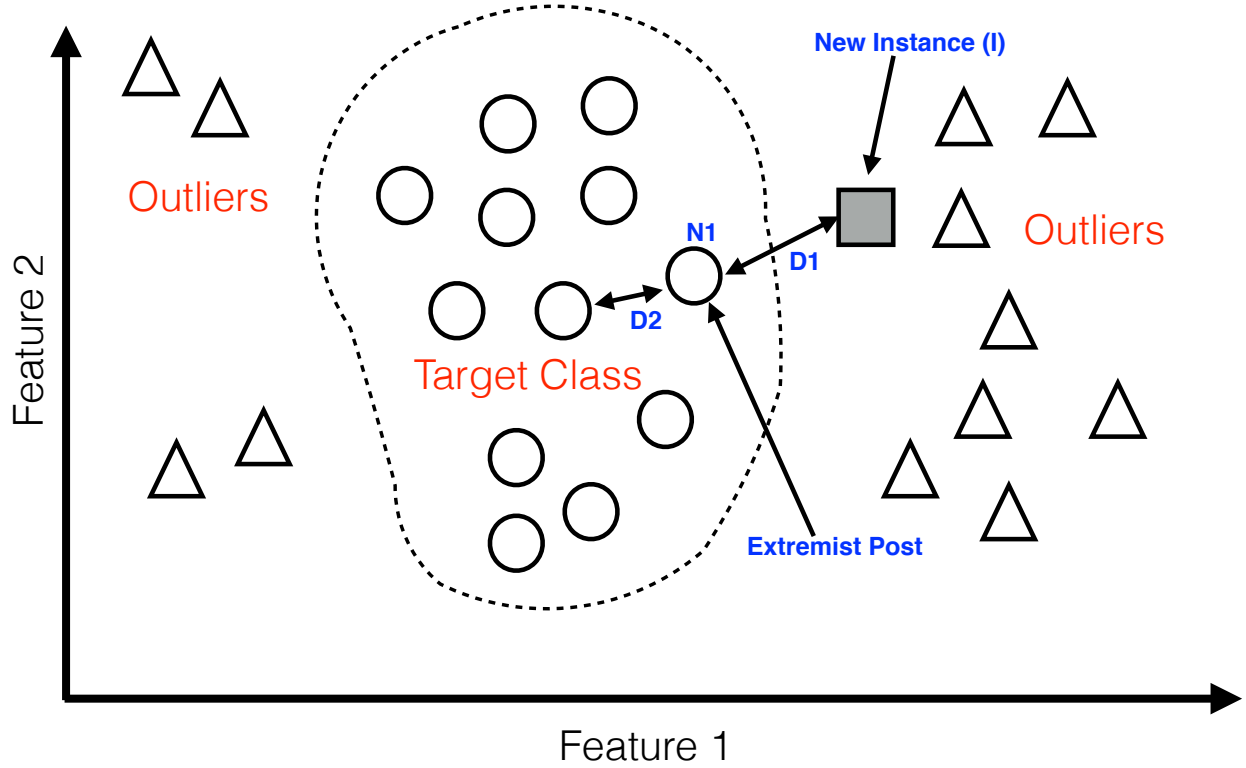 New Instance (I)
Outliers
N1
Outliers
D1
D2
Target Class
Feature 2
Extremist Post
Feature 1